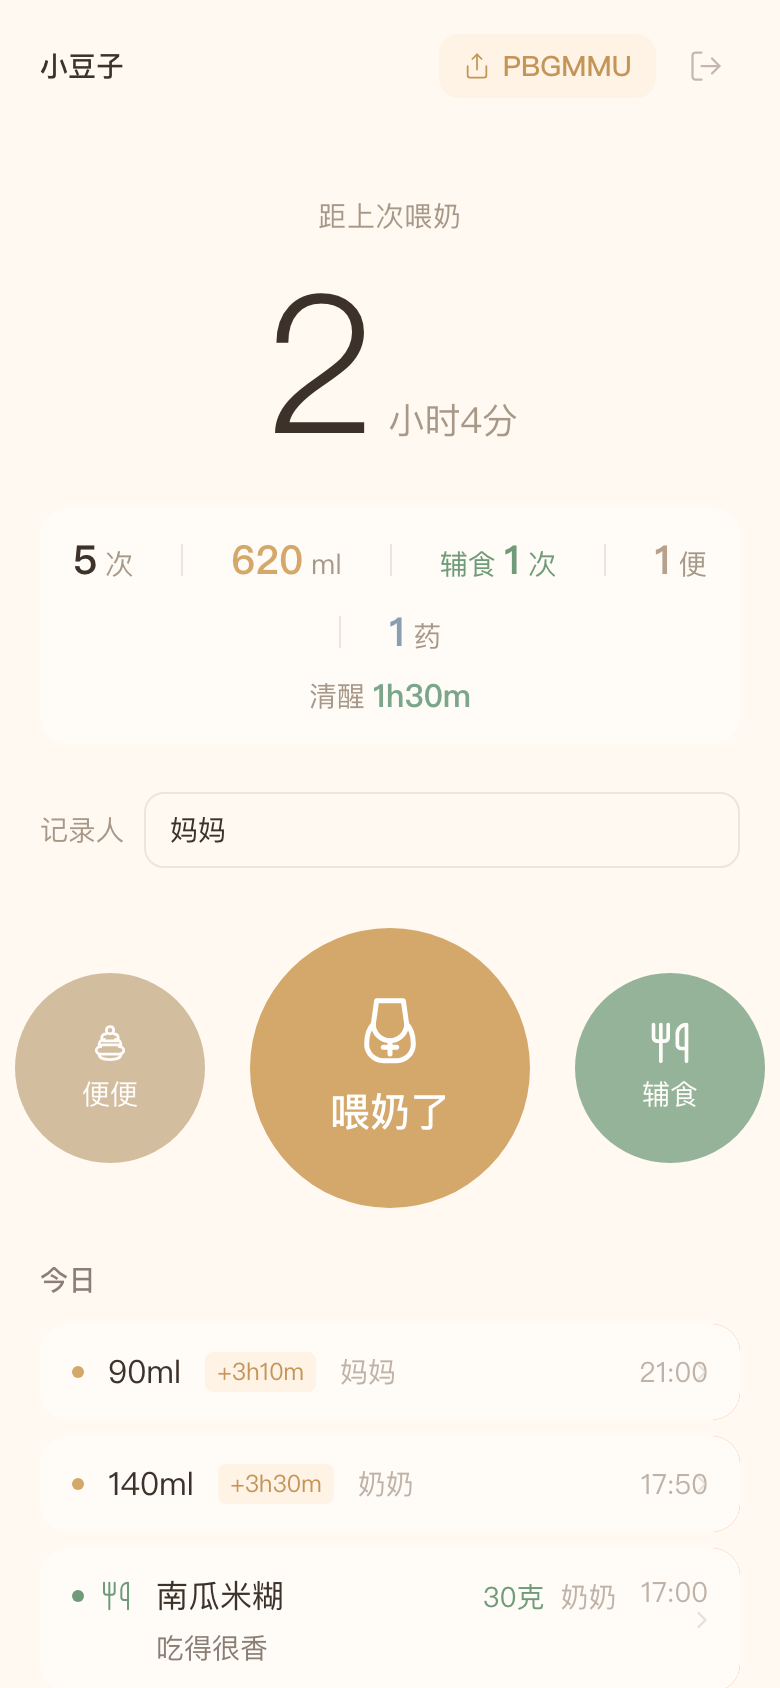 小豆子 PBGMMU
距上次喂奶
2 小时4分
5 次 620 ml 辅食 1 次 1 便
1 药
清醒 1h30m
记录人 妈妈
便便 喂奶了 辅食
今日
90ml +3h10m 妈妈 21:00
140ml +3h30m 奶奶 17:50
南瓜米糊 30克 奶奶 17:00
吃得很香